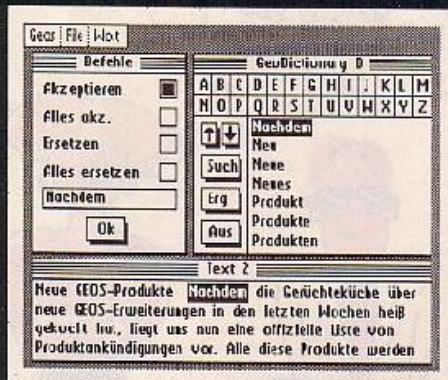 Geos File Wort
Befehle
Akzeptieren
Alles akz.
Ersetzen
Alles ersetzen
Nachdem
Ok
GeoDictionary D
A B C D E F G H I J K L M
N O P Q R S T U V W X Y Z
Such
Erg
Aus
Nachdem
Neu
Neue
Neues
Produkt
Produkte
Produkten
Text 2
Neue GEOS-Produkte Nachdem die Gerüchteküche über
neue GEOS-Erweiterungen in den letzten Wochen heiß
gekocht hat, liegt uns nun eine offizielle Liste von
Produktankündigungen vor. Alle diese Produkte werden